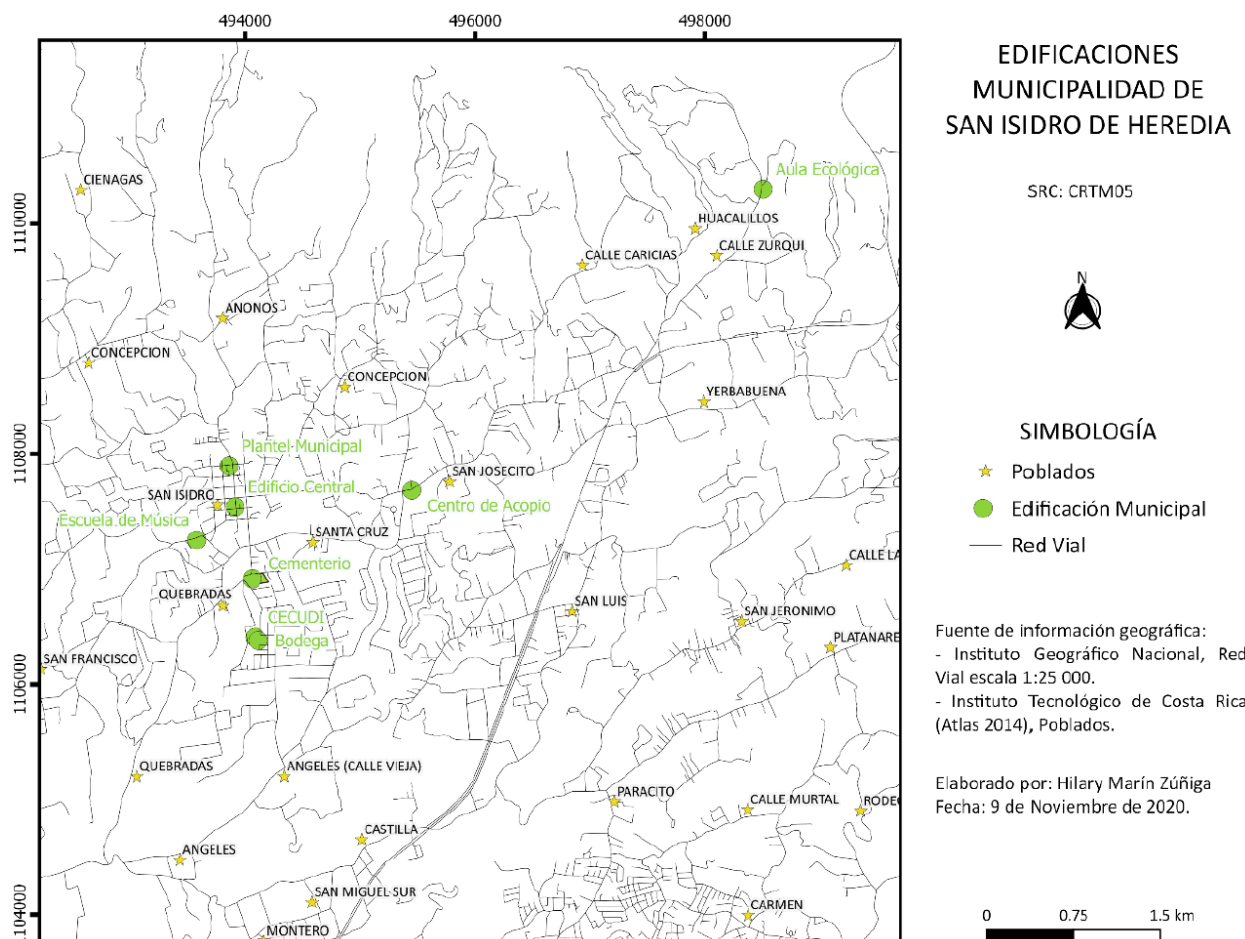 494000
496000
498000
1110000
1108000
1106000
1104000
Aula Ecológica
CIENAGAS
HUACALILLOS
CALLE ZURQUI
CALLE CARICIAS
ANONOS
CONCEPCION
CONCEPCION
YERBABUENA
Plantel Municipal
SAN JOSECITO
Edificio Central
SAN ISIDRO
Centro de Acopio
Escuela de Música
SANTA CRUZ
CALLE LA
Cementerio
QUEBRADAS
SAN LUIS
SAN JERONIMO
CECUDI
Bodega
PLATANARE
SAN FRANCISCO
QUEBRADAS
ANGELES (CALLE VIEJA)
PARACITO
CALLE MURTAL
RODEO
CASTILLA
ANGELES
SAN MIGUEL SUR
CARMEN
MONTERO
EDIFICACIONES
MUNICIPALIDAD DE
SAN ISIDRO DE HEREDIA
SRC: CRTM05
N
SIMBOLOGÍA
Poblados
Edificación Municipal
Red Vial
Fuente de información geográfica:
- Instituto Geográfico Nacional, Red
Vial escala 1:25 000.
- Instituto Tecnológico de Costa Rica
(Atlas 2014), Poblados.
Elaborado por: Hilary Marín Zúñiga
Fecha: 9 de Noviembre de 2020.
0 0.75 1.5 km